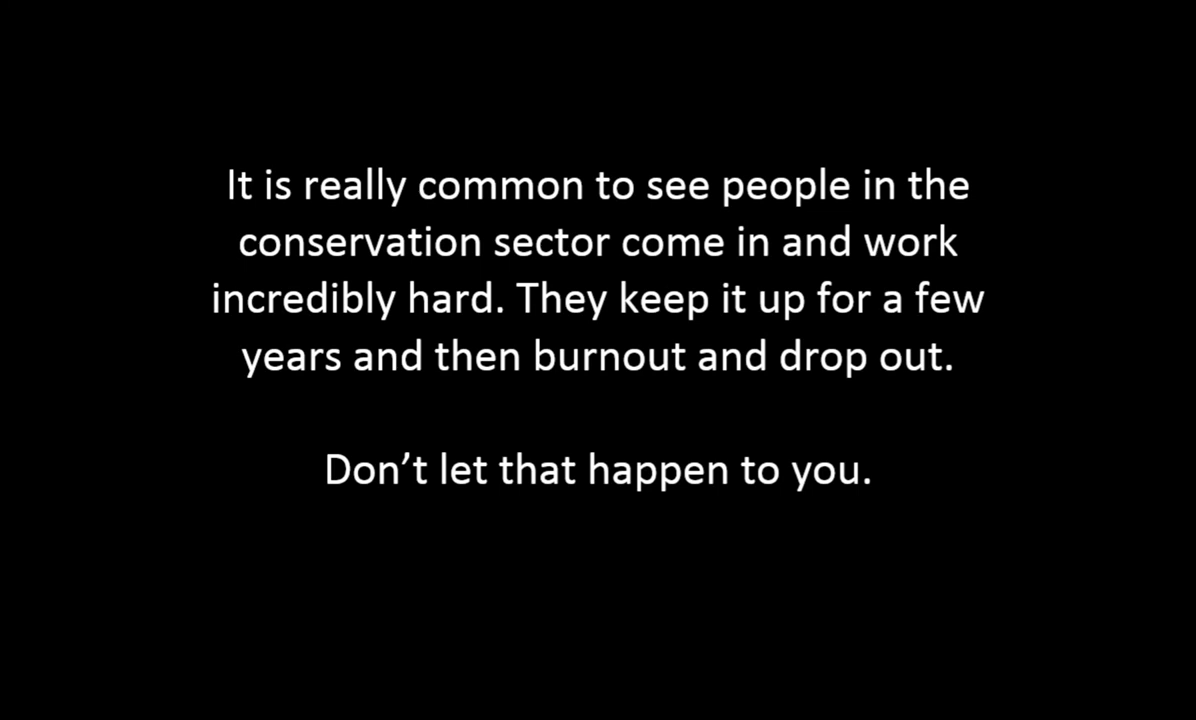 It is really common to see people in the
conservation sector come in and work
incredibly hard. They keep it up for a few
years and then burnout and drop out.
Don’t let that happen to you.